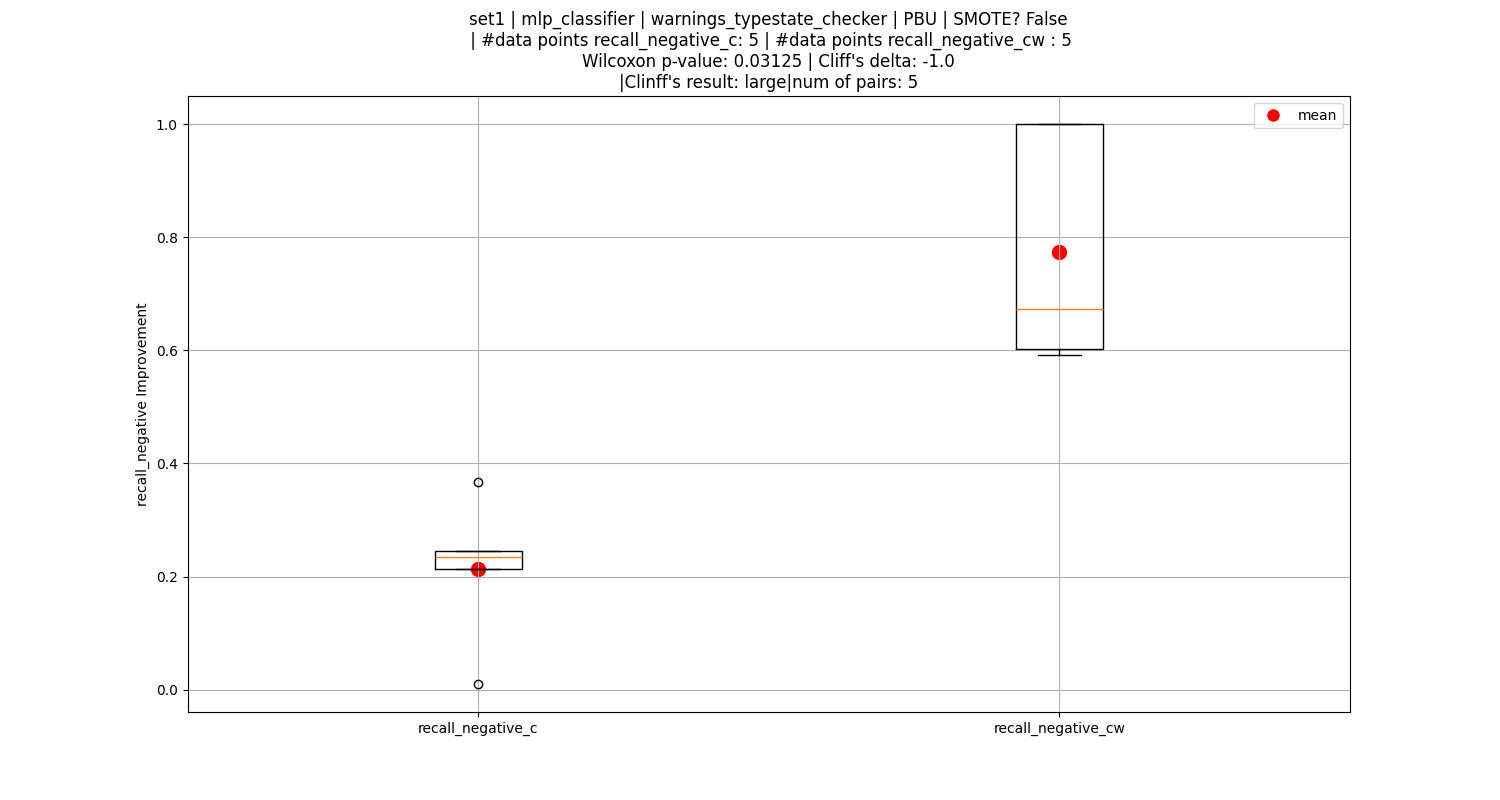 set1 | mlp_classifier | warnings_typestate_checker | PBU | SMOTE? False
| #data points recall_negative_c: 5 | #data points recall_negative_cw : 5
Wilcoxon p-value: 0.03125 | Cliff's delta: -1.0
|Clinff's result: large|num of pairs: 5
mean
1.0
0.8
0.6
0.4
0.2
0.0
recall_negative Improvement
recall_negative_c
recall_negative_cw